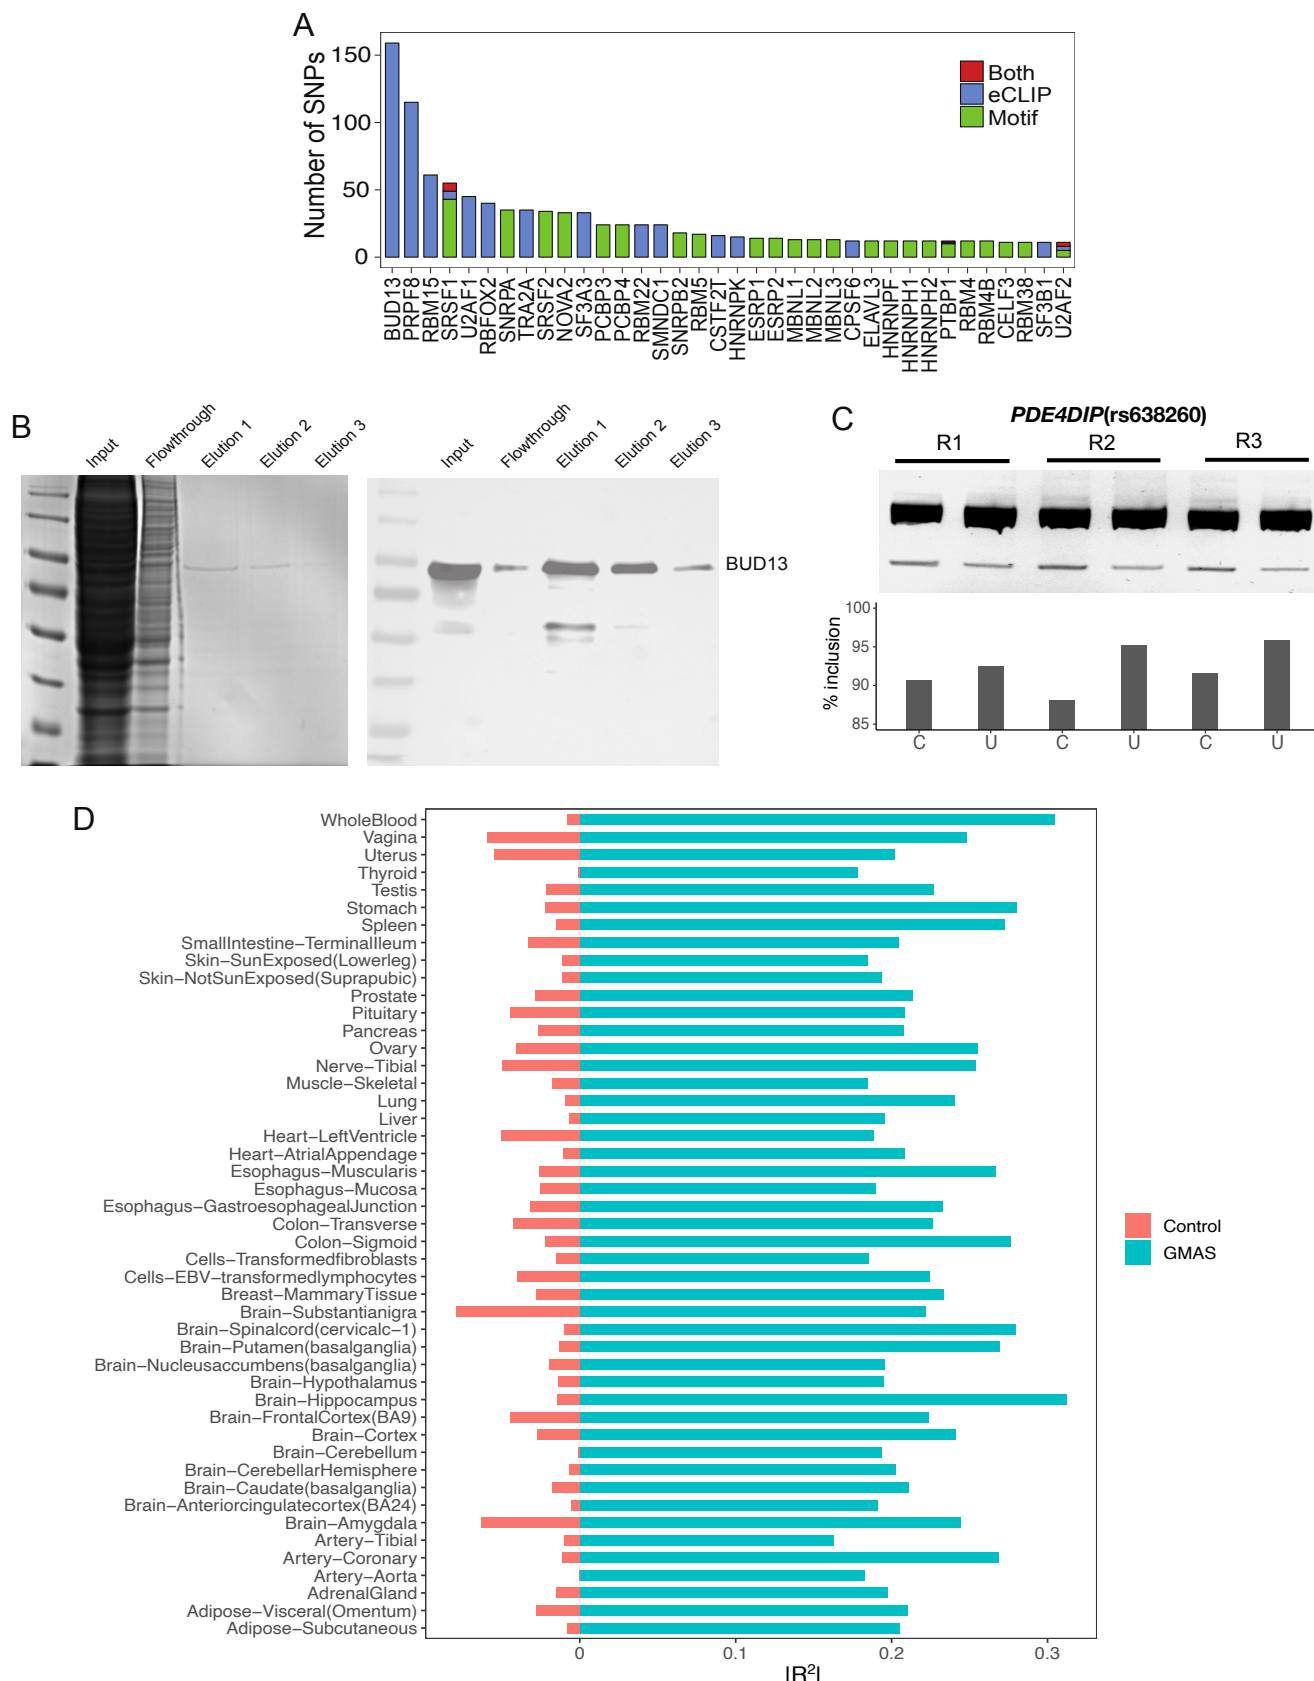 A
Number of SNPs
150
100
50
0
Both
eCLIP
Motif
BUD13
PRPF8
RBM15
SRSF1
U2AF1
RBFOX2
SNRPA
TRA2A
SRSF2
NOVA2
SF3A3
PCBP3
PCBP4
RBM22
SMNDC1
SNRPB2
RBM5
CSTF2T
HNRNPK
ESRP1
ESRP2
MBNL1
MBNL2
MBNL3
CPSF6
ELAVL3
HNRNPF
HNRNPH1
HNRNPH2
PTBP1
RBM4
RBM4B
CELF3
RBM38
SF3B1
U2AF2
B
Input
Flowthrough
Elution 1
Elution 2
Elution 3
Input
Flowthrough
Elution 1
Elution 2
Elution 3
BUD13
C
PDE4DIP(rs638260)
R1 R2 R3
% inclusion
100
95
90
85
C U C U C U
D
WholeBlood
Vagina
Uterus
Thyroid
Testis
Stomach
Spleen
SmallIntestine−TerminalIleum
Skin−SunExposed(Lowerleg)
Skin−NotSunExposed(Suprapubic)
Prostate
Pituitary
Pancreas
Ovary
Nerve−Tibial
Muscle−Skeletal
Lung
Liver
Heart−LeftVentricle
Heart−AtrialAppendage
Esophagus−Muscularis
Esophagus−Mucosa
Esophagus−GastroesophagealJunction
Colon−Transverse
Colon−Sigmoid
Cells−Transformedfibroblasts
Cells−EBV−transformedlymphocytes
Breast−MammaryTissue
Brain−Substantianigra
Brain−Spinalcord(cervicalc−1)
Brain−Putamen(basalganglia)
Brain−Nucleusaccumbens(basalganglia)
Brain−Hypothalamus
Brain−Hippocampus
Brain−FrontalCortex(BA9)
Brain−Cortex
Brain−Cerebellum
Brain−CerebellarHemisphere
Brain−Caudate(basalganglia)
Brain−Anteriorcingulatecortex(BA24)
Brain−Amygdala
Artery−Tibial
Artery−Coronary
Artery−Aorta
AdrenalGland
Adipose−Visceral(Omentum)
Adipose−Subcutaneous
Control
GMAS
0 0.1 0.2 0.3
|R²|